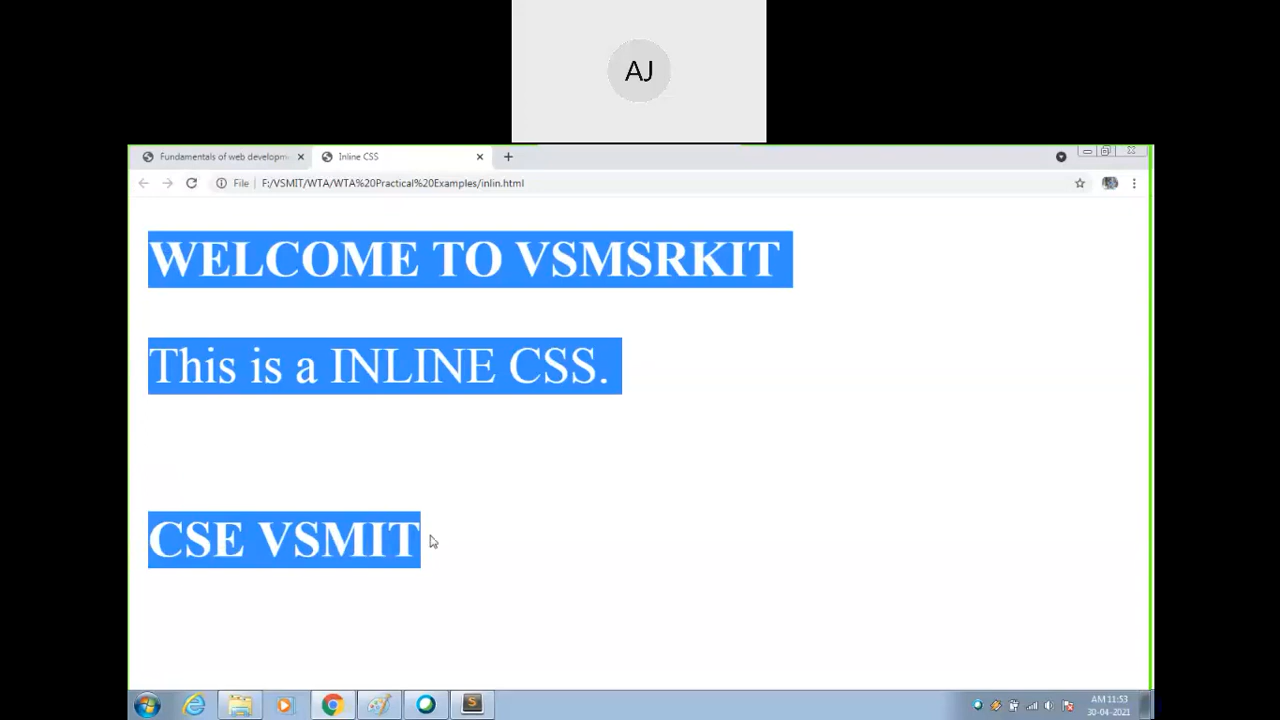 AJ
Fundamentals of web developm
Inline CSS
File
F:/VSMIT/WTA/WTA%20Practical%20Examples/inlin.html
WELCOME TO VSMSRKIT
This is a INLINE CSS.
CSE VSMIT
AM 11:53
30-04-2021